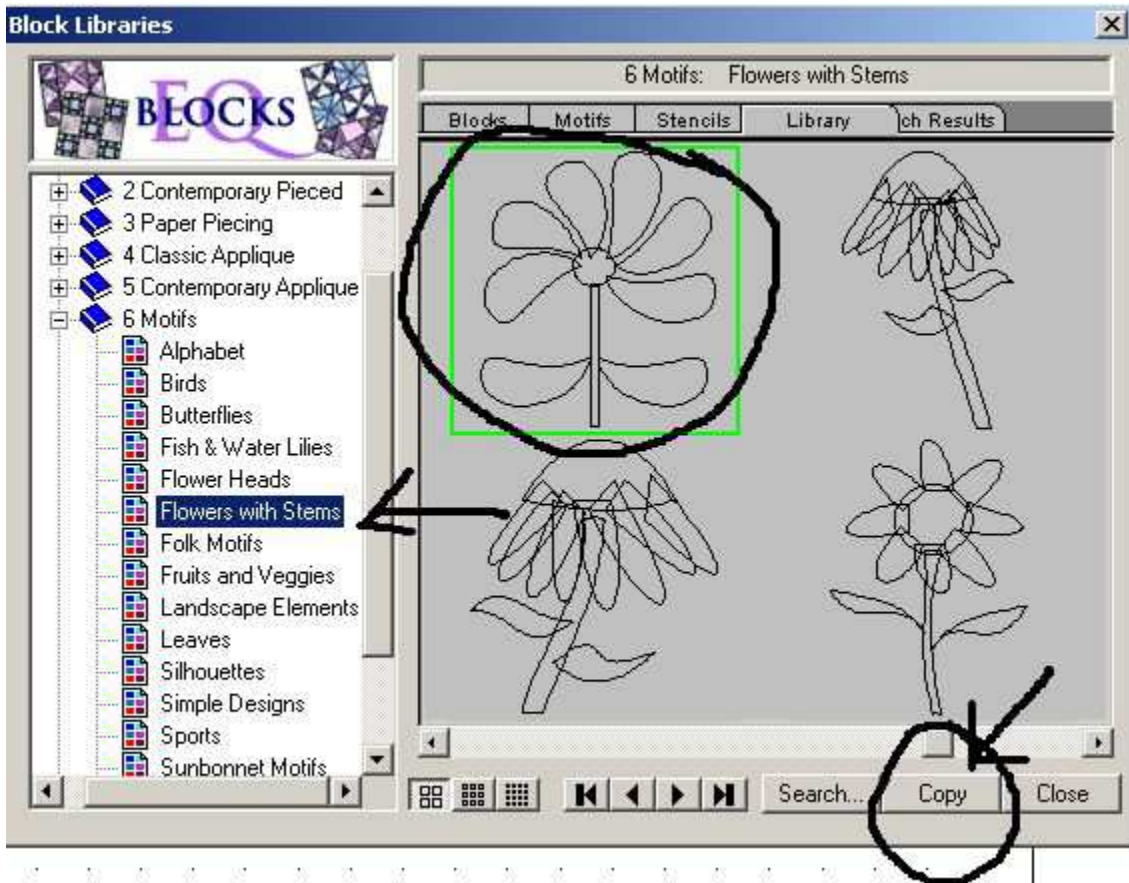 Block Libraries
EQ
BLOCKS
6 Motifs: Flowers with Stems
Blocks Motifs Stencils Library ch Results
2 Contemporary Pieced
3 Paper Piecing
4 Classic Applique
5 Contemporary Applique
6 Motifs
Alphabet
Birds
Butterflies
Fish & Water Lilies
Flower Heads
Flowers with Stems
Folk Motifs
Fruits and Veggies
Landscape Elements
Leaves
Silhouettes
Simple Designs
Sports
Sunbonnet Motifs
Search... Copy Close